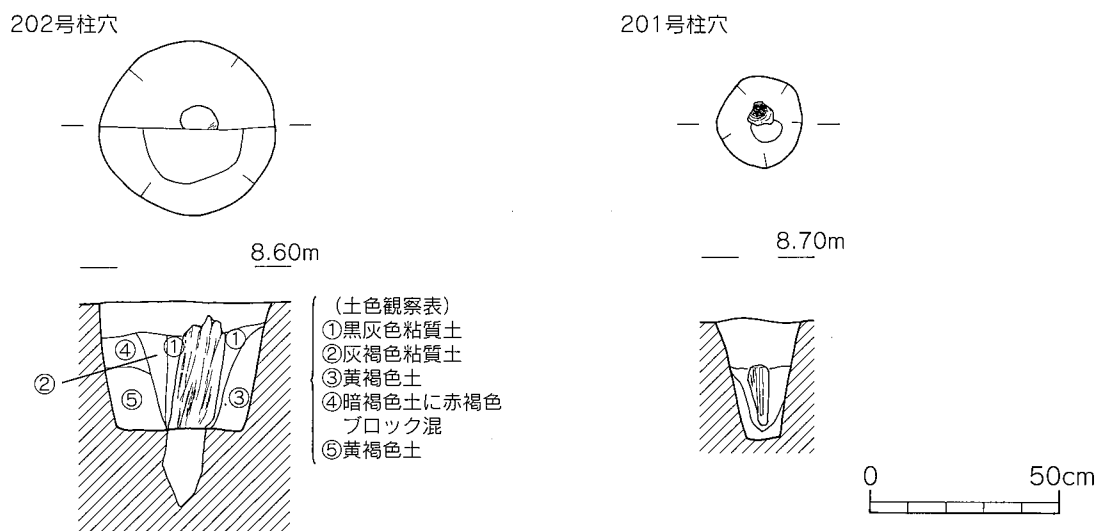 202号柱穴
201号柱穴
8.60m
8.70m
(土色観察表)
①黒灰色粘質土
②灰褐色粘質土
③黄褐色土
④暗褐色土に赤褐色
ブロック混
⑤黄褐色土
①
①
④
②
⑤
③
0
50cm